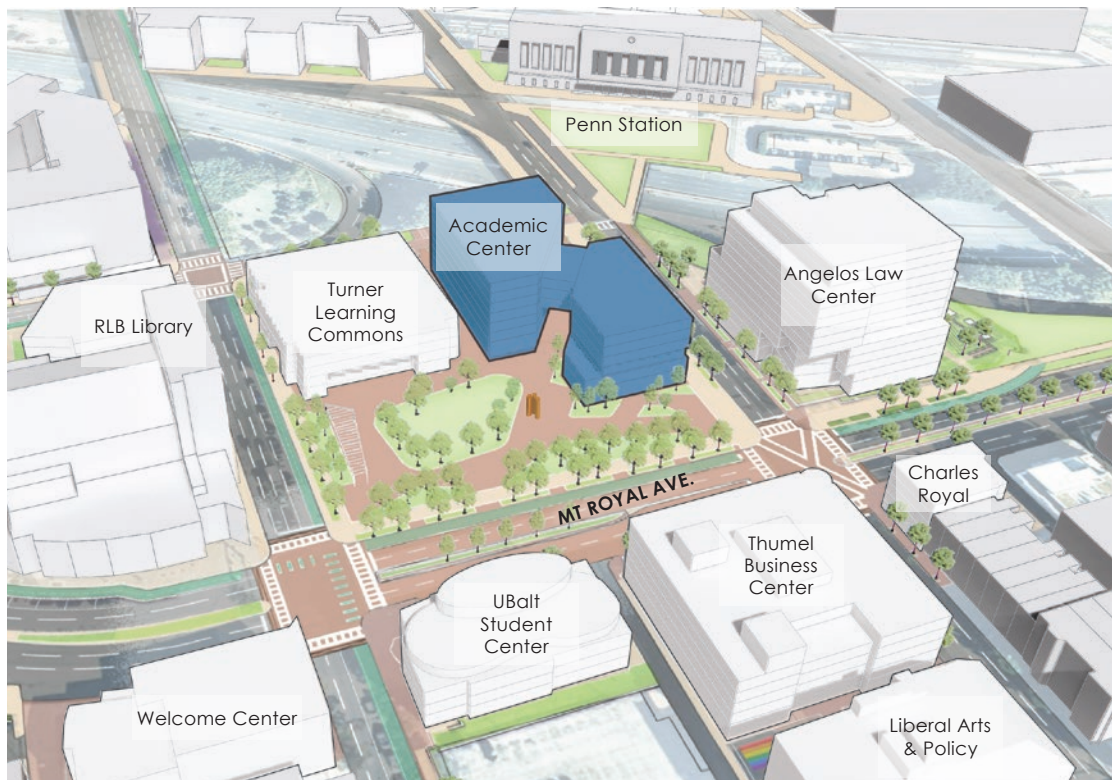 Penn Station
Academic
Center
Angelos Law
Center
Turner
Learning
Commons
RLB Library
MT ROYAL AVE.
Charles
Royal
Thumel
Business
Center
UBalt
Student
Center
Welcome Center
Liberal Arts
& Policy